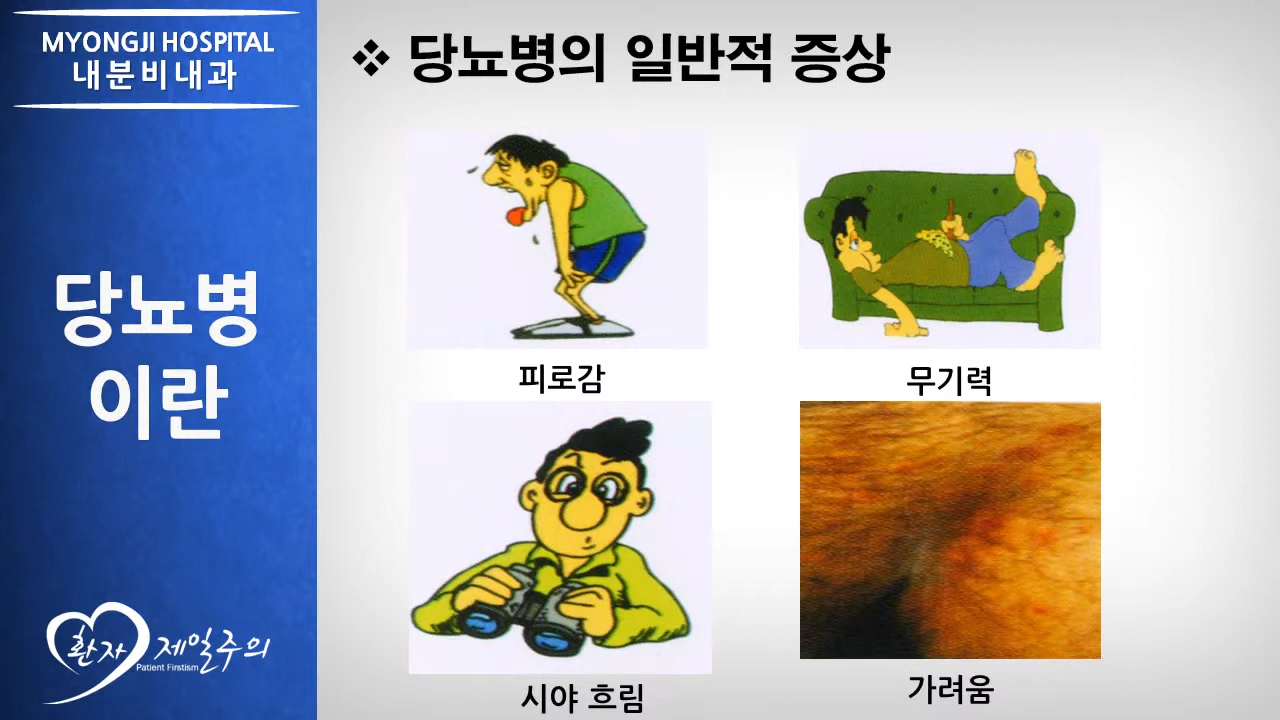 MYONGJI HOSPITAL
내분비내과
당뇨병
이란
환자제일주의
Patient Firstism
❖ 당뇨병의 일반적 증상
피로감
무기력
시야 흐림
가려움